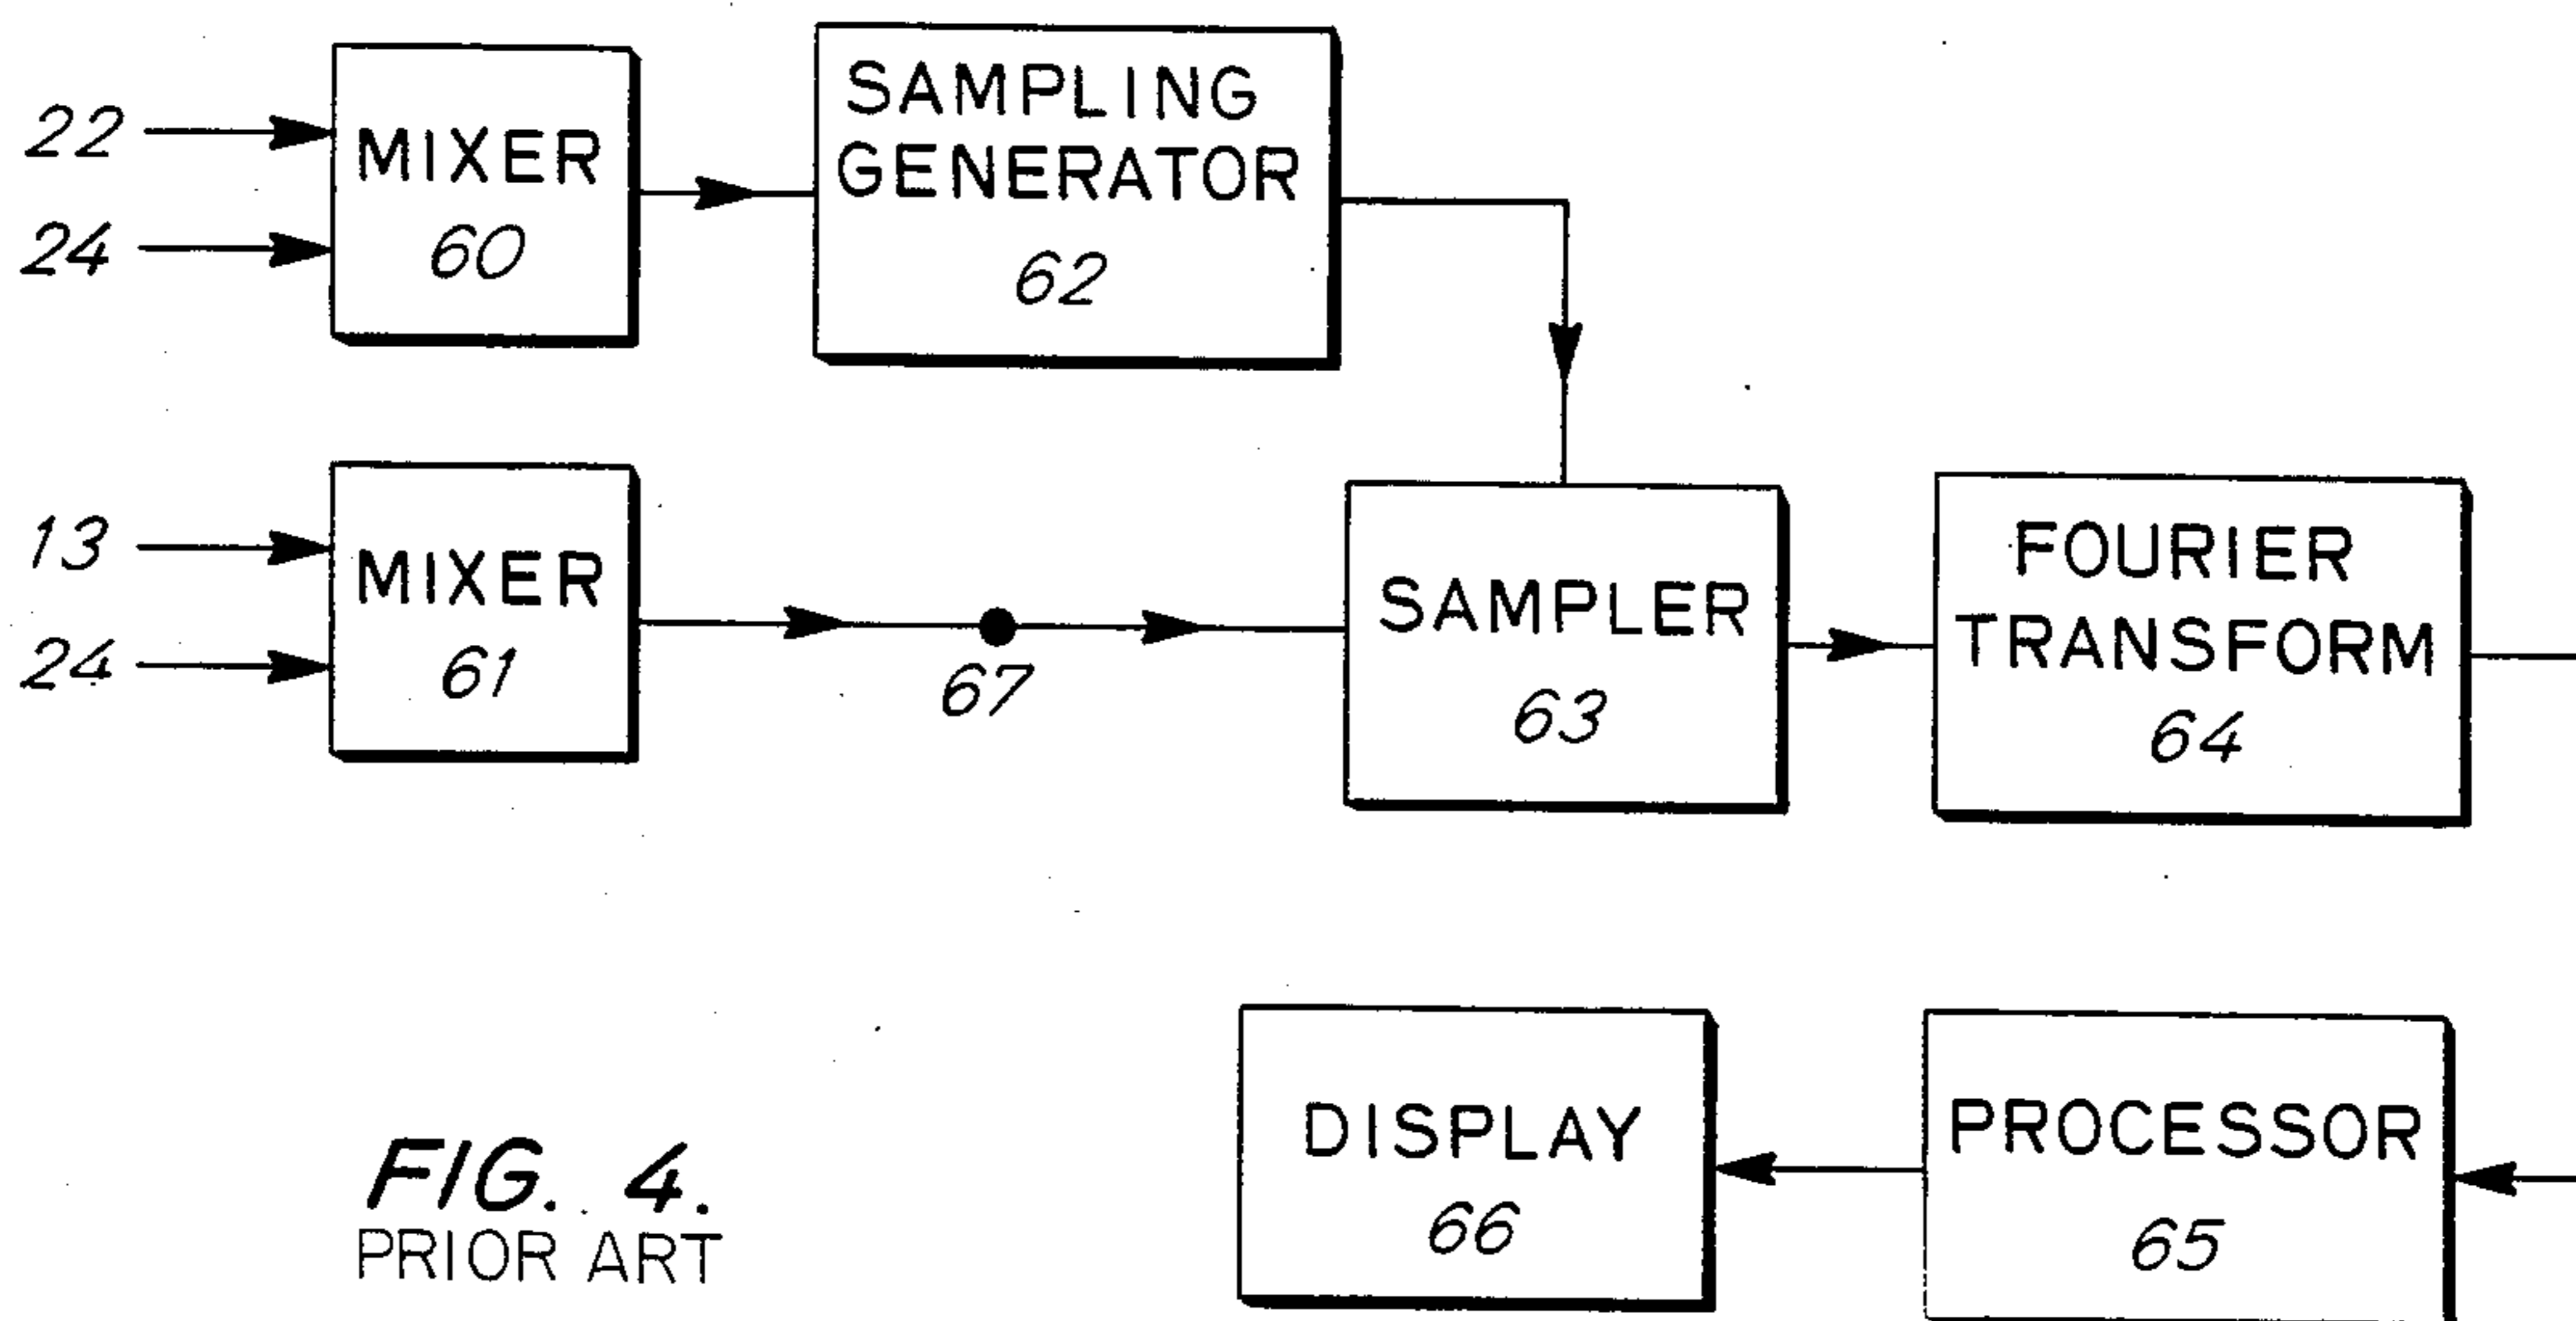 22
24
MIXER
60
SAMPLING
GENERATOR
62
13
24
MIXER
61
67
SAMPLER
63
FOURIER
TRANSFORM
64
DISPLAY
66
PROCESSOR
65
FIG. 4.
PRIOR ART